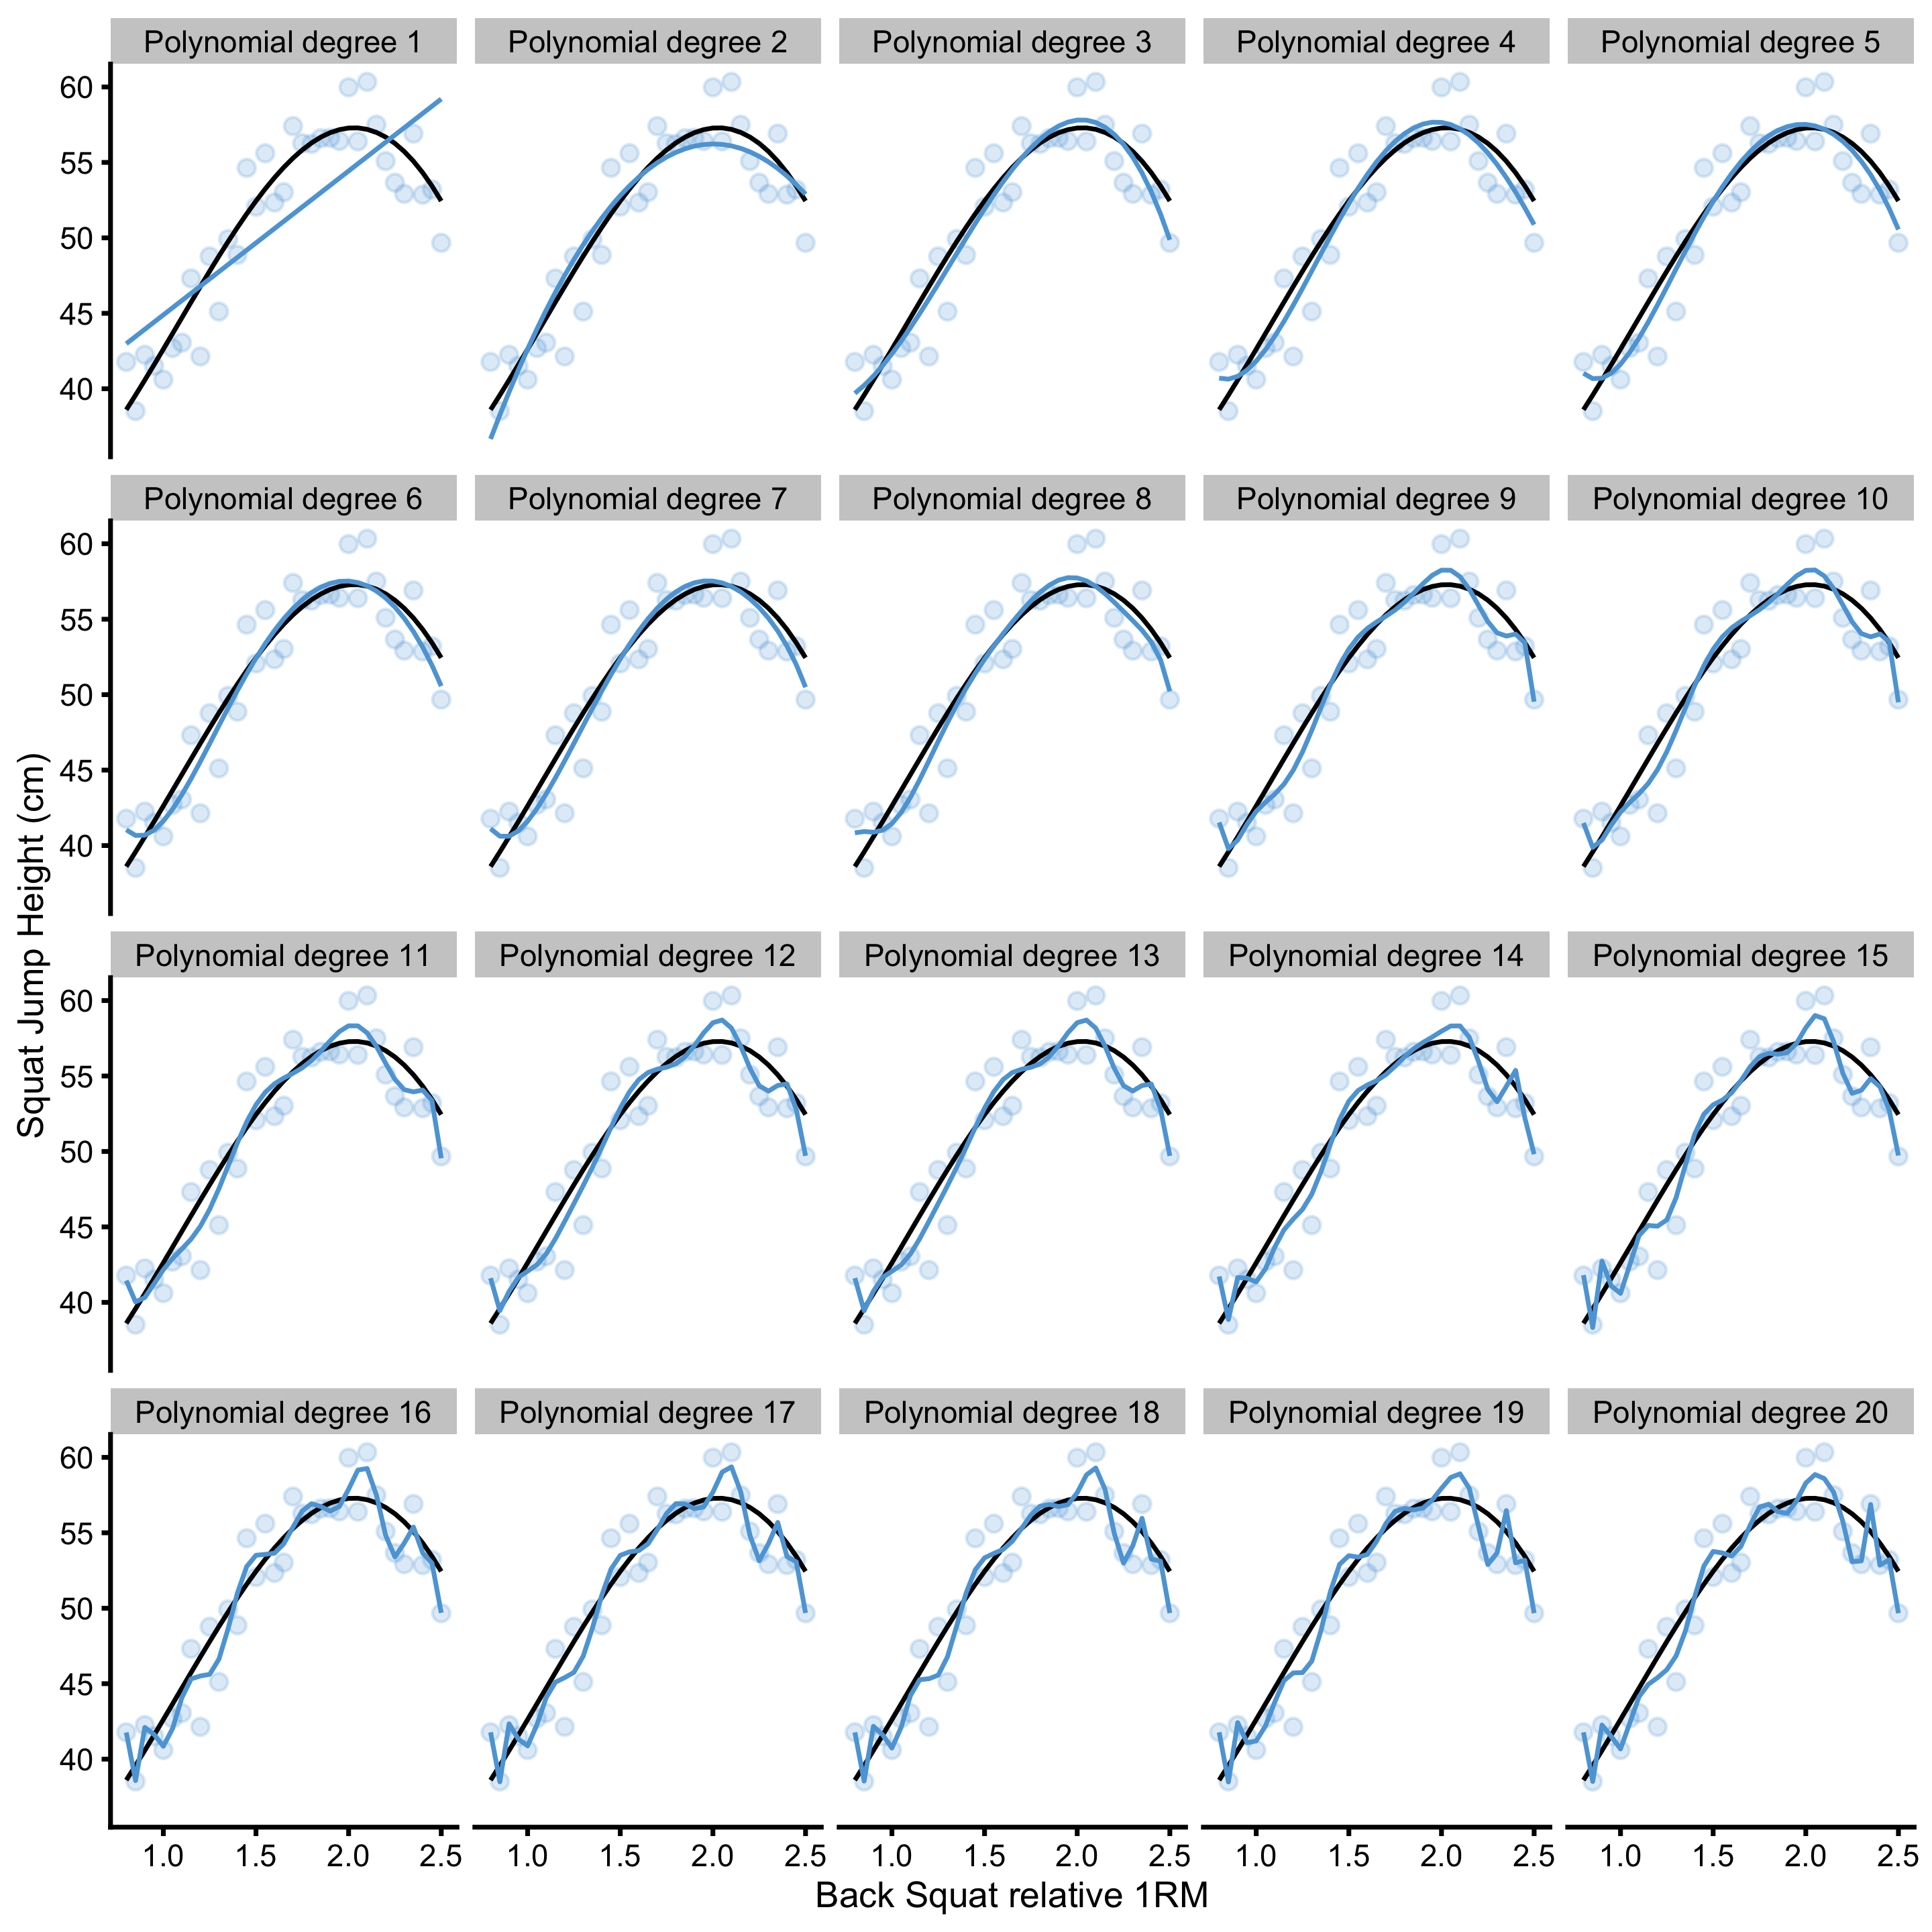 Polynomial degree 1
Polynomial degree 2
Polynomial degree 3
Polynomial degree 4
Polynomial degree 5
60
55
50
45
40
Polynomial degree 6
Polynomial degree 7
Polynomial degree 8
Polynomial degree 9
Polynomial degree 10
60
55
50
45
40
Squat Jump Height (cm)
Polynomial degree 11
Polynomial degree 12
Polynomial degree 13
Polynomial degree 14
Polynomial degree 15
60
55
50
45
40
Polynomial degree 16
Polynomial degree 17
Polynomial degree 18
Polynomial degree 19
Polynomial degree 20
60
55
50
45
40
1.0 1.5 2.0 2.5
1.0 1.5 2.0 2.5
1.0 1.5 2.0 2.5
1.0 1.5 2.0 2.5
1.0 1.5 2.0 2.5
Back Squat relative 1RM